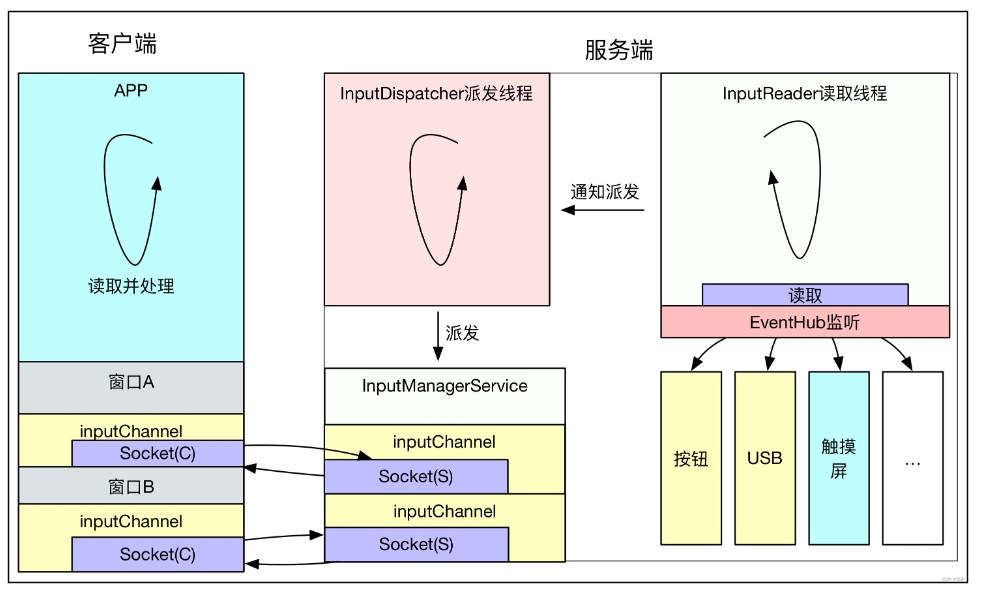 客户端
服务端
APP
读取并处理
窗口A
inputChannel
Socket(C)
窗口B
inputChannel
Socket(C)
InputDispatcher派发线程
派发
InputManagerService
inputChannel
Socket(S)
inputChannel
Socket(S)
通知派发
InputReader读取线程
读取
EventHub监听
按钮
USB
触摸
屏
...